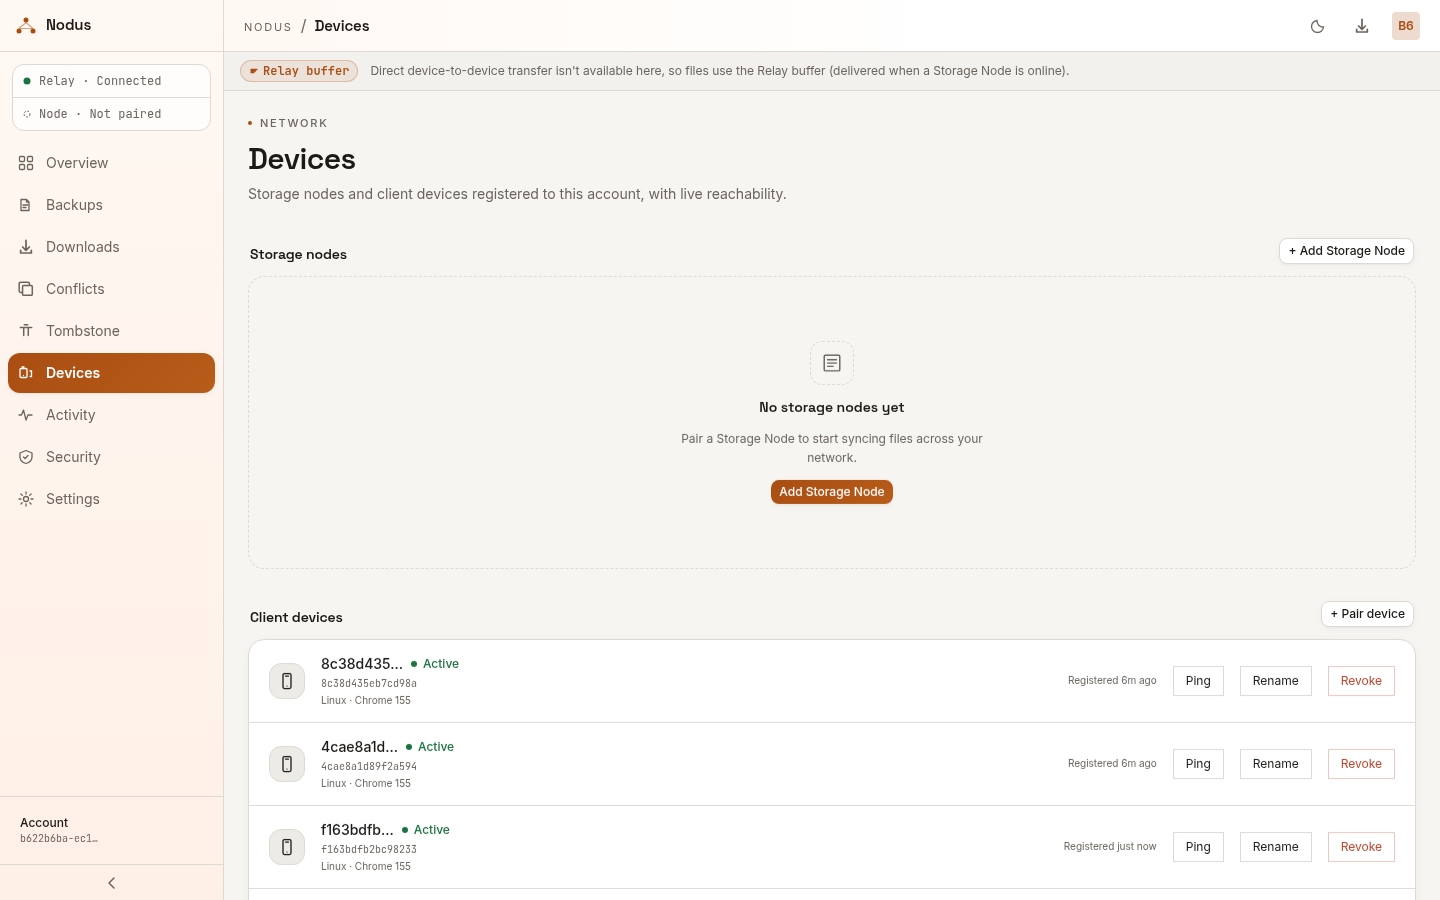 Nodus
NODUS / Devices
B6
Relay · Connected
Node · Not paired
Relay buffer Direct device-to-device transfer isn't available here, so files use the Relay buffer (delivered when a Storage Node is online).
Overview
Backups
Downloads
Conflicts
Tombstone
Devices
Activity
Security
Settings
Account
b622b6ba-ec1…
NETWORK
Devices
Storage nodes and client devices registered to this account, with live reachability.
Storage nodes
+ Add Storage Node
No storage nodes yet
Pair a Storage Node to start syncing files across your
network.
Add Storage Node
Client devices
+ Pair device
8c38d435… Active
8c38d435eb7cd98a
Linux · Chrome 155
Registered 6m ago Ping Rename Revoke
4cae8a1d… Active
4cae8a1d89f2a594
Linux · Chrome 155
Registered 6m ago Ping Rename Revoke
f163bdfb… Active
f163bdfb2bc98233
Linux · Chrome 155
Registered just now Ping Rename Revoke